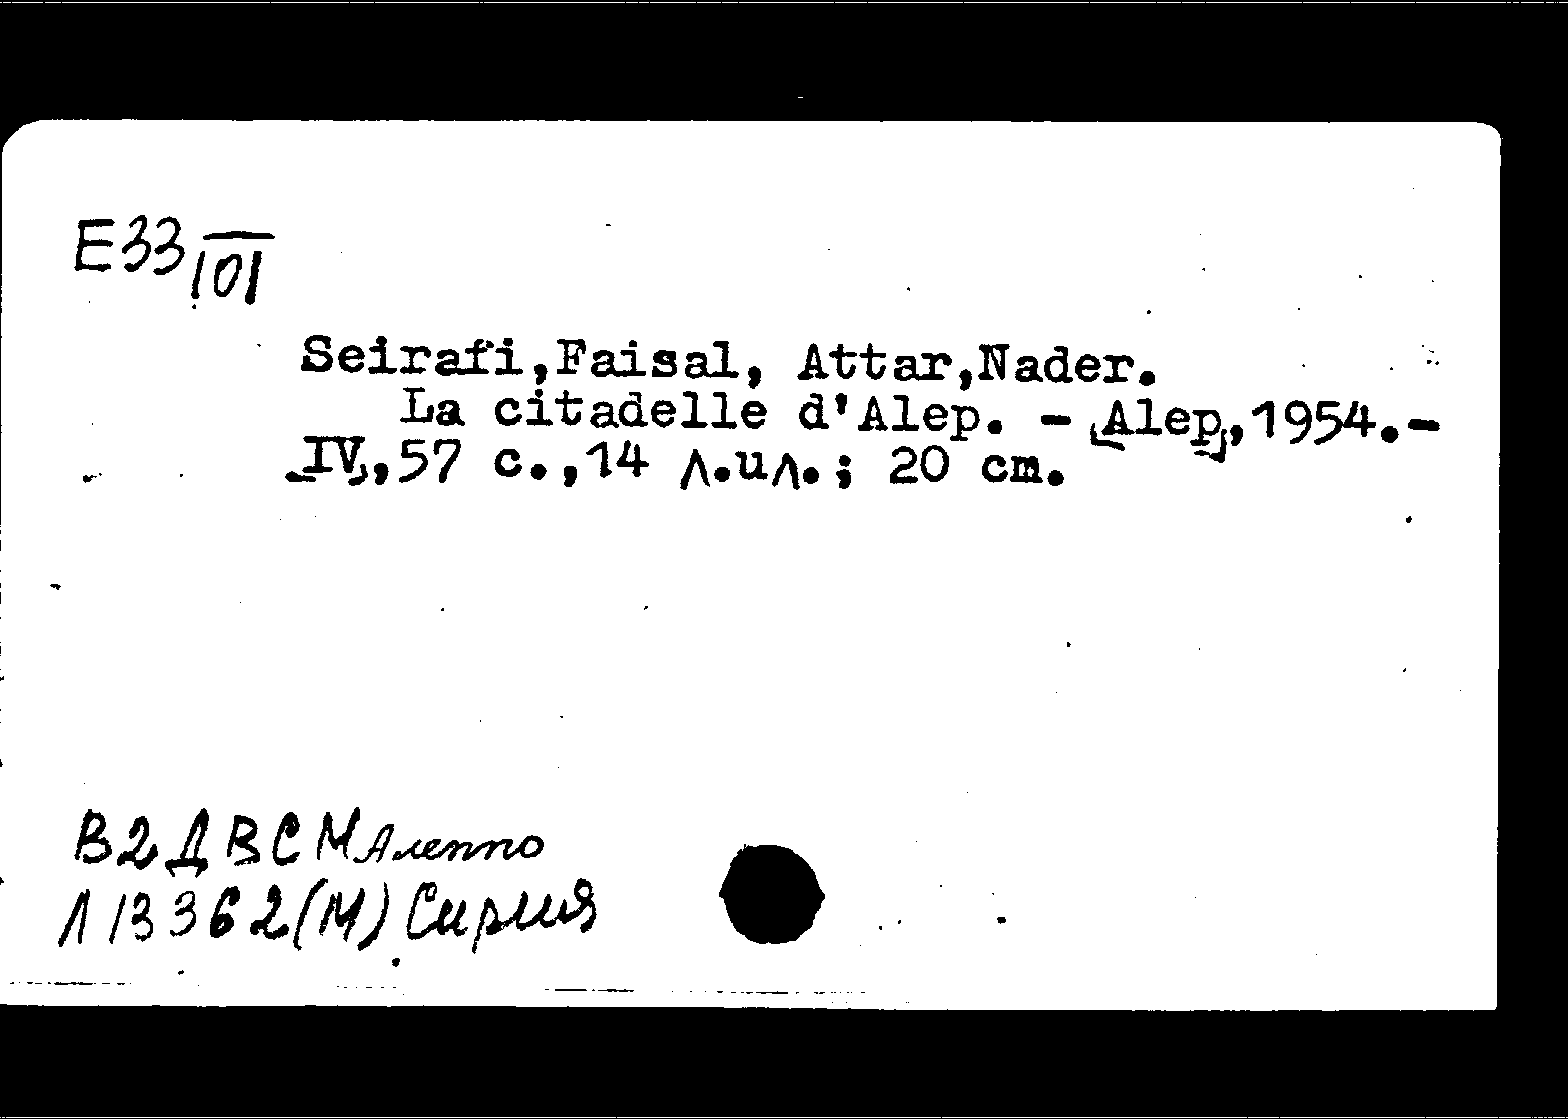 E33/101
Seirafi,Faisal, Attar,Nader.
La citadelle d'Alep. - [Alep],1954.-
IV,57 с.,14 л.ил.; 20 cm.
В2ДВСМ Алеппо
Л13362(М) Сирия